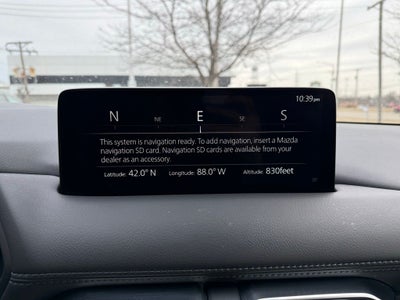 10:39pm
N NE E SE S
This system is navigation ready. To add navigation, insert a Mazda
navigation SD card. Navigation SD cards are available from your
dealer as an accessory.
Latitude: 42.0° N Longitude: 88.0° W Altitude: 830feet